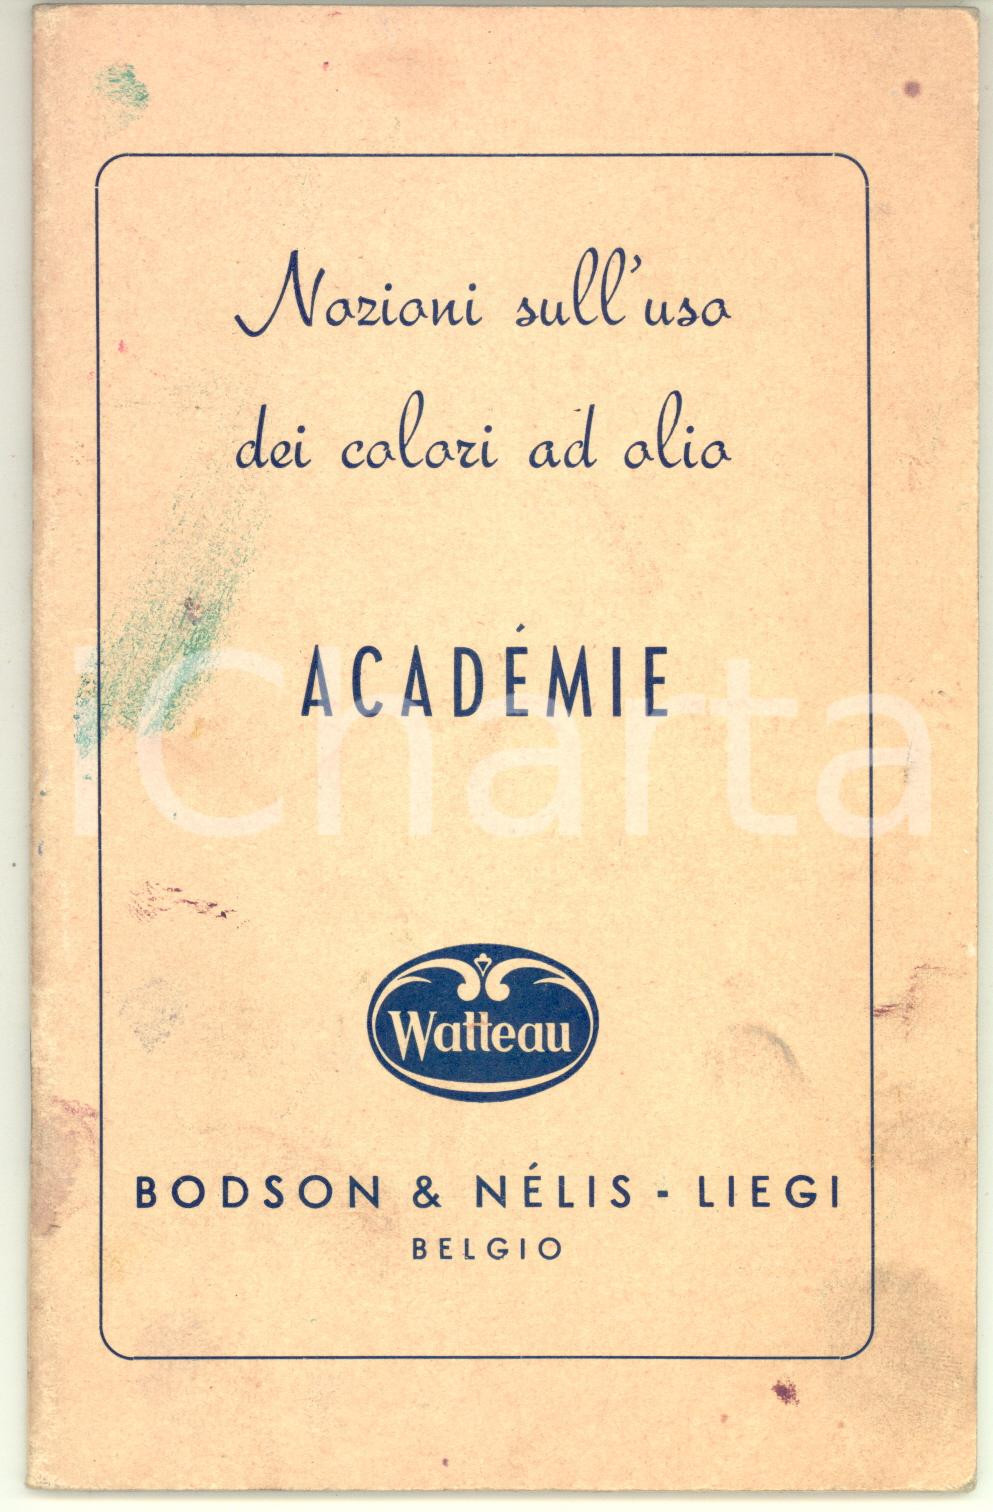 Nozioni sull'uso
dei colori ad olio
ACADÉMIE
iCharta
Watteau
BODSON & NÉLIS - LIEGI
BELGIO